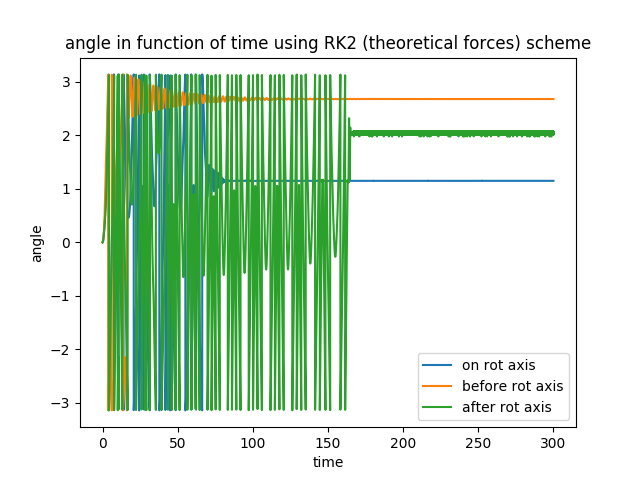 angle in function of time using RK2 (theoretical forces) scheme
3
2
1
0
−1
−2
−3
angle
0
50
100
150
200
250
300
time
on rot axis
before rot axis
after rot axis